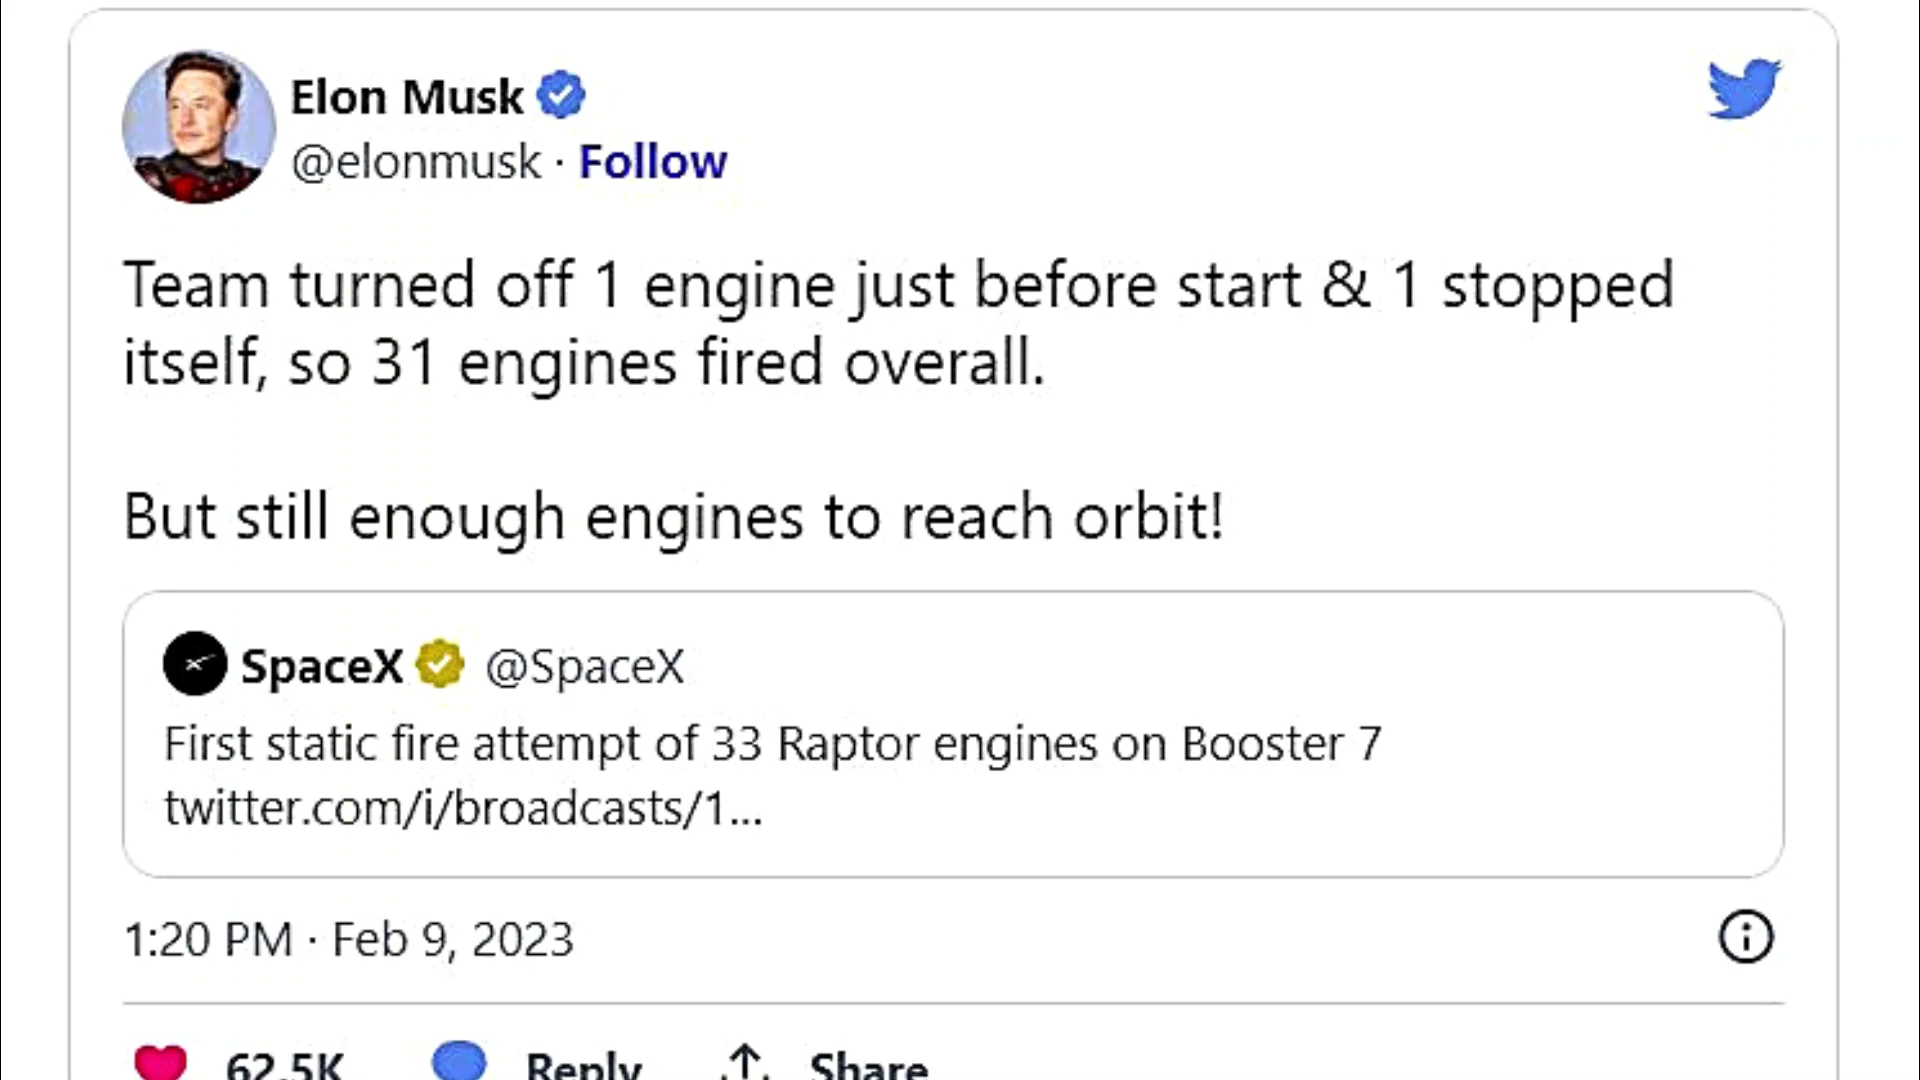 Elon Musk
@elonmusk · Follow
Team turned off 1 engine just before start & 1 stopped
itself, so 31 engines fired overall.
But still enough engines to reach orbit!
SpaceX @SpaceX
First static fire attempt of 33 Raptor engines on Booster 7
twitter.com/i/broadcasts/1...
1:20 PM · Feb 9, 2023
62.5K Reply Share